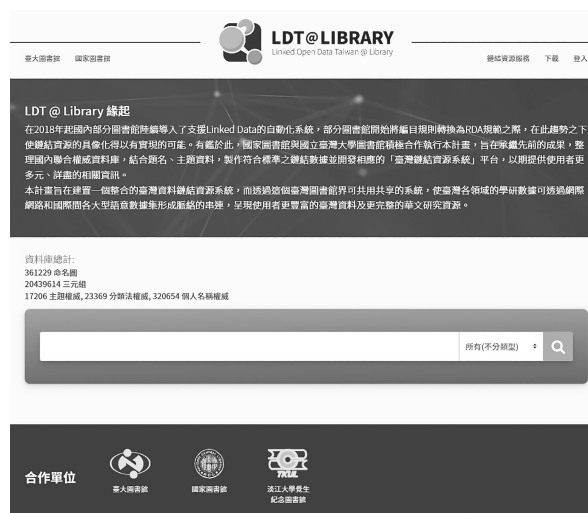 LDT@LIBRARY
Linked Open Data Taiwan @ Library
臺大圖書館 國家圖書館
鏈結資源服務 下載 登入
LDT @ Library 緣起
在2018年起國內部分圖書館陸續導入了支援Linked Data的自動化系統，部分圖書館開始將編目規則轉換為RDA規範之際，在此趨勢之下
使鏈結資源的具像化得以有實現的可能。有鑑於此，國家圖書館與國立臺灣大學圖書館積極合作執行本計畫，旨在承繼先前的成果，整
理國內聯合權威資料庫，結合題名、主題資料，製作符合標準之鏈結數據並開發相應的「臺灣鏈結資源系統」平台，以期提供使用者更
多元、詳盡的相關資訊。
本計畫旨在建置一個整合的臺灣資料鏈結資源系統，而透過這個臺灣圖書館界可共用共享的系統，使臺灣各領域的學研數據可透過網際
網路和國際間各大型語意數據集形成脈絡的串連，呈現使用者更豐富的臺灣資料及更完整的華文研究資源。
資料庫總計:
361229 命名圖
20439614 三元組
17206 主題權威, 23369 分類法權威, 320654 個人名稱權威
所有(不分類型)
合作單位
臺大圖書館
國家圖書館
TKUL
淡江大學覺生
紀念圖書館